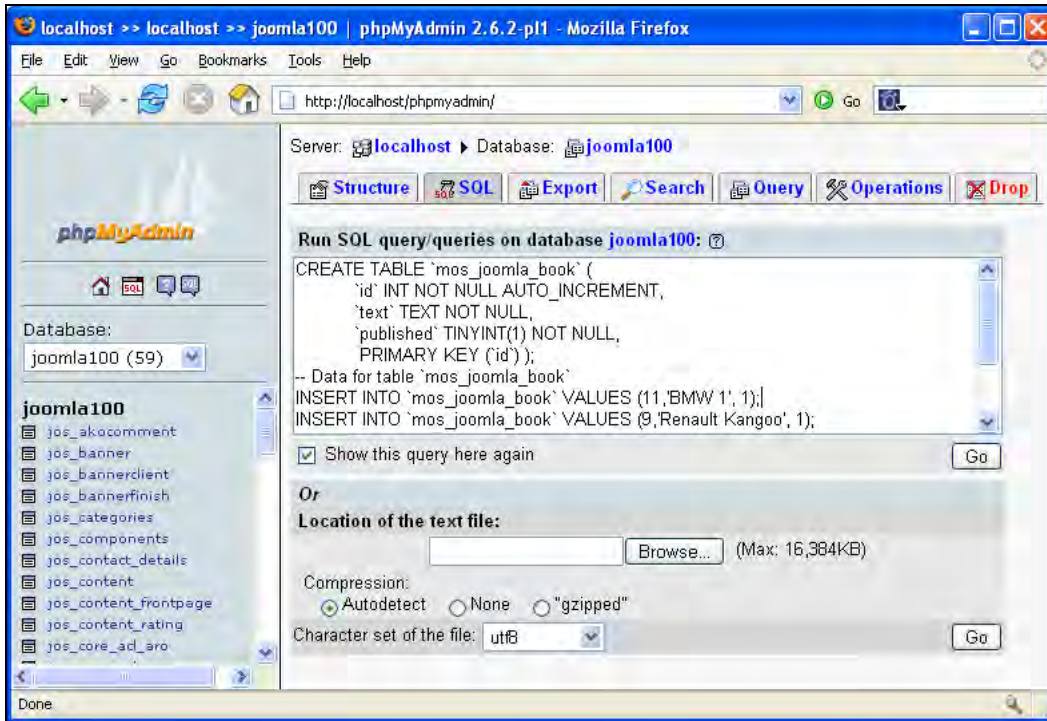 localhost >> localhost >> joomla100 | phpMyAdmin 2.6.2-pl1 - Mozilla Firefox
File Edit View Go Bookmarks Tools Help
http://localhost/phpmyadmin/ Go
phpMyAdmin
SQL
Database:
joomla100 (59)
joomla100
jos_akocomment
jos_banner
jos_bannerclient
jos_bannerfinish
jos_categories
jos_components
jos_contact_details
jos_content
jos_content_frontpage
jos_content_rating
jos_core_acl_aro
Server: localhost Database: joomla100
Structure SQL Export Search Query Operations Drop
Run SQL query/queries on database joomla100:
CREATE TABLE `mos_joomla_book` (
`id` INT NOT NULL AUTO_INCREMENT,
`text` TEXT NOT NULL,
`published` TINYINT(1) NOT NULL,
PRIMARY KEY (`id`) );
-- Data for table `mos_joomla_book`
INSERT INTO `mos_joomla_book` VALUES (11,'BMW 1', 1);
INSERT INTO `mos_joomla_book` VALUES (9,'Renault Kangoo', 1);
Show this query here again Go
Or
Location of the text file:
Browse... (Max: 16,384KB)
Compression:
Autodetect None "gzipped"
Character set of the file: utf8 Go
Done